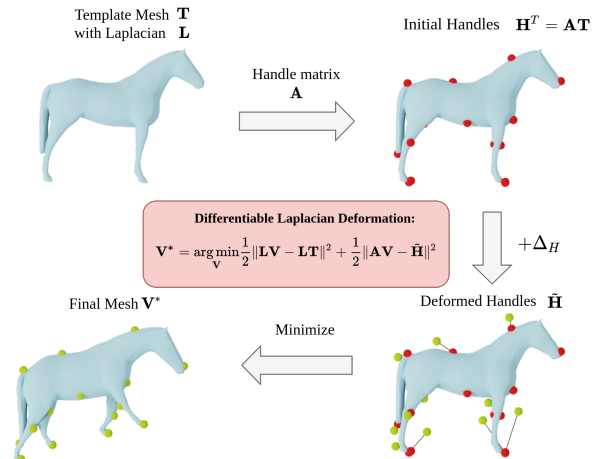 Template Mesh T
with Laplacian L
Initial Handles H^T = AT
Handle matrix
A
Differentiable Laplacian Deformation:
V* = arg min_V 1/2 ‖LV − LT‖² + 1/2 ‖AV − H̃‖²
+Δ_H
Final Mesh V*
Minimize
Deformed Handles H̃